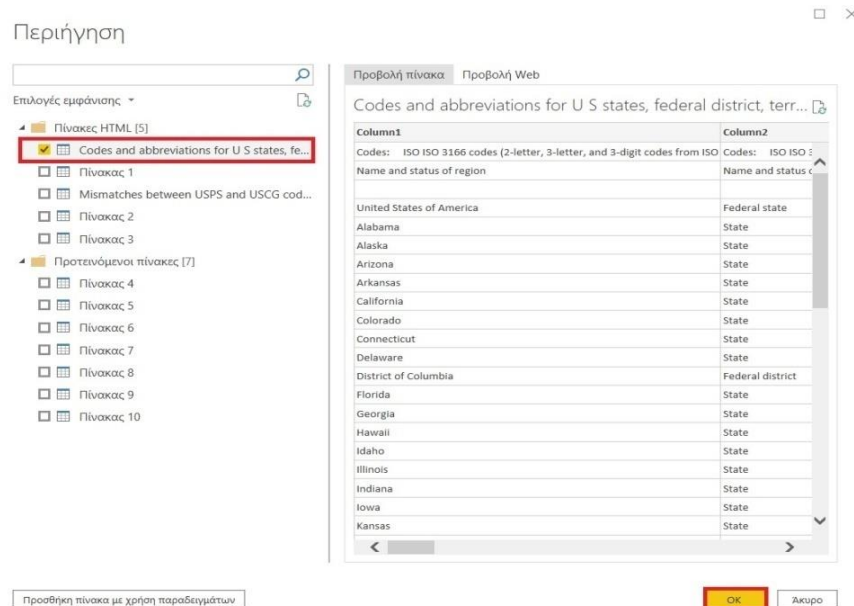 Περιήγηση
Επιλογές εμφάνισης
Πίνακες HTML [5]
Codes and abbreviations for U S states, fe...
Πίνακας 1
Mismatches between USPS and USCG cod...
Πίνακας 2
Πίνακας 3
Προτεινόμενοι πίνακες [7]
Πίνακας 4
Πίνακας 5
Πίνακας 6
Πίνακας 7
Πίνακας 8
Πίνακας 9
Πίνακας 10
Προβολή πίνακα Προβολή Web
Codes and abbreviations for U S states, federal district, terr...
Column1 Column2
Codes: ISO ISO 3166 codes (2-letter, 3-letter, and 3-digit codes from ISO Codes: ISO ISO
Name and status of region Name and status
United States of America Federal state
Alabama State
Alaska State
Arizona State
Arkansas State
California State
Colorado State
Connecticut State
Delaware State
District of Columbia Federal district
Florida State
Georgia State
Hawaii State
Idaho State
Illinois State
Indiana State
Iowa State
Kansas State
Προσθήκη πίνακα με χρήση παραδειγμάτων OK Άκυρο